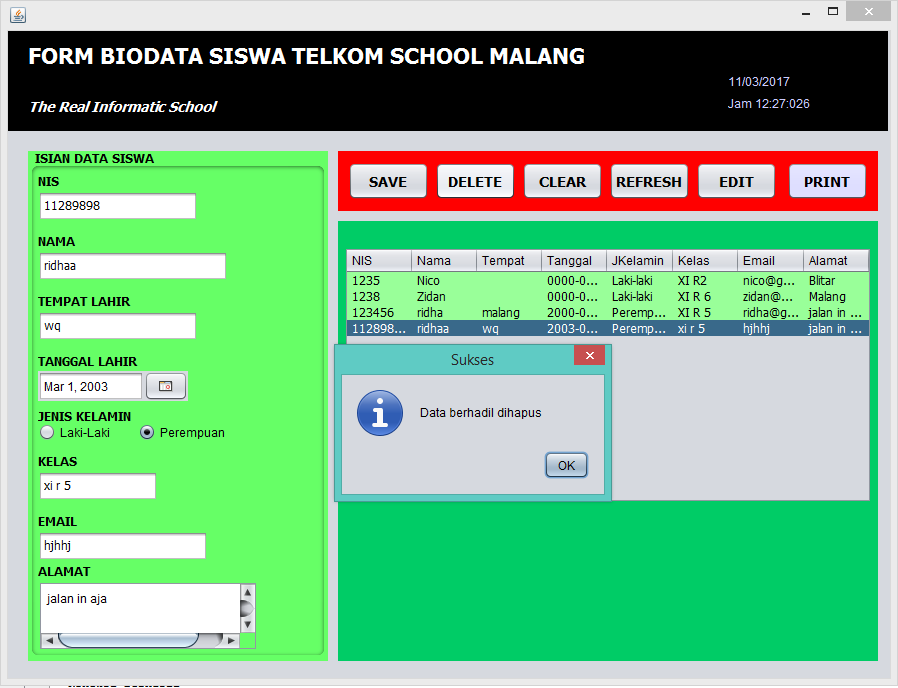 FORM BIODATA SISWA TELKOM SCHOOL MALANG
The Real Informatic School
11/03/2017
Jam 12:27:026
ISIAN DATA SISWA
NIS
11289898
NAMA
ridhaa
TEMPAT LAHIR
wq
TANGGAL LAHIR
Mar 1, 2003
JENIS KELAMIN
Laki-Laki Perempuan
KELAS
xi r 5
EMAIL
hjhhj
ALAMAT
jalan in aja
SAVE DELETE CLEAR REFRESH EDIT PRINT
NIS Nama Tempat Tanggal JKelamin Kelas Email Alamat
1235 Nico 0000-0... Laki-laki XI R2 nico@g... Blitar
1238 Zidan 0000-0... Laki-laki XI R 6 zidan@... Malang
123456 ridha malang 2000-0... Peremp... XI R 5 ridha@g... jalan in ...
112898... ridhaa wq 2003-0... Peremp... xi r 5 hjhhj jalan in ...
Sukses
Data berhadil dihapus
OK